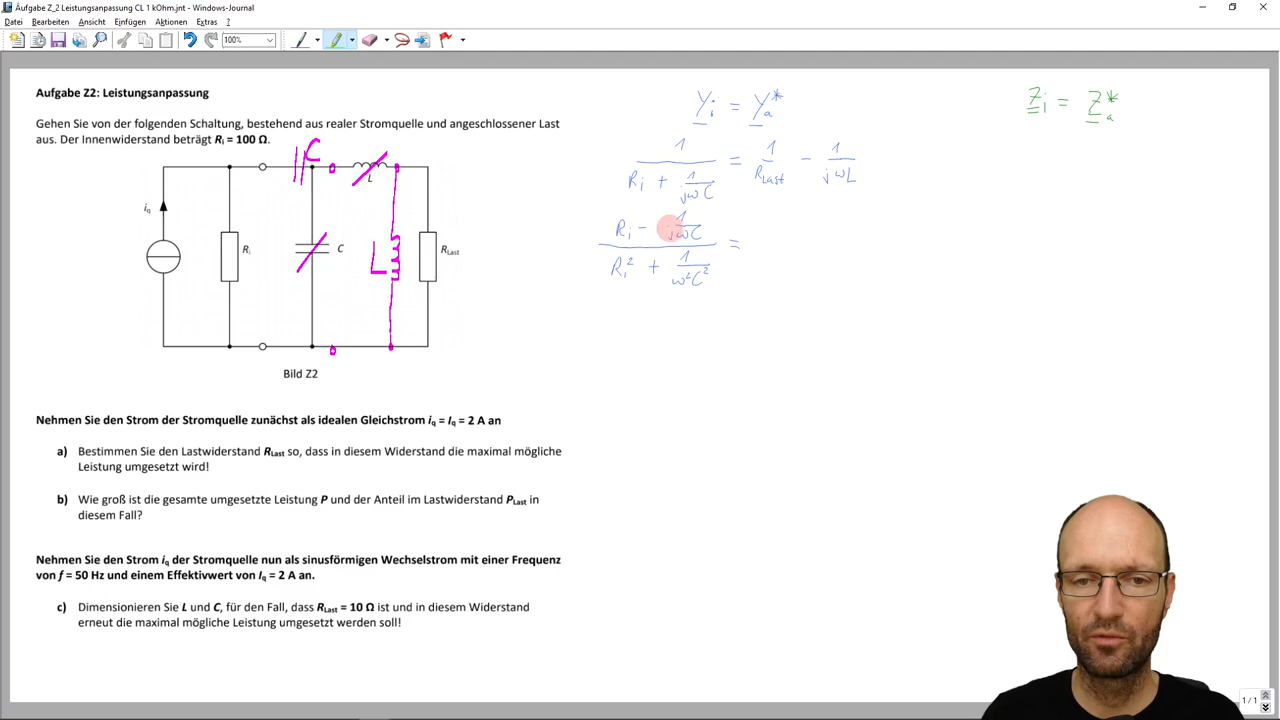 Aufgabe Z_2 Leistungsanpassung CL 1 kOhm.jnt - Windows-Journal
Datei Bearbeiten Ansicht Einfügen Aktionen Extras ?
100%
Aufgabe Z2: Leistungsanpassung
Gehen Sie von der folgenden Schaltung, bestehend aus realer Stromquelle und angeschlossener Last
aus. Der Innenwiderstand beträgt Ri = 100 Ω.
C
L
iq
Ri
C
L
RLast
Bild Z2
Nehmen Sie den Strom der Stromquelle zunächst als idealen Gleichstrom iq = Iq = 2 A an
a) Bestimmen Sie den Lastwiderstand RLast so, dass in diesem Widerstand die maximal mögliche
Leistung umgesetzt wird!
b) Wie groß ist die gesamte umgesetzte Leistung P und der Anteil im Lastwiderstand PLast in
diesem Fall?
Nehmen Sie den Strom iq der Stromquelle nun als sinusförmigen Wechselstrom mit einer Frequenz
von f = 50 Hz und einem Effektivwert von Iq = 2 A an.
c) Dimensionieren Sie L und C, für den Fall, dass RLast = 10 Ω ist und in diesem Widerstand
erneut die maximal mögliche Leistung umgesetzt werden soll!
Yi = Ya*
1 / (Ri + 1/(jωC)) = 1/RLast - 1/(jωL)
(Ri - 1/(jωC)) / (Ri² + 1/(ω²C²)) =
Zi = Za*
1 / 1